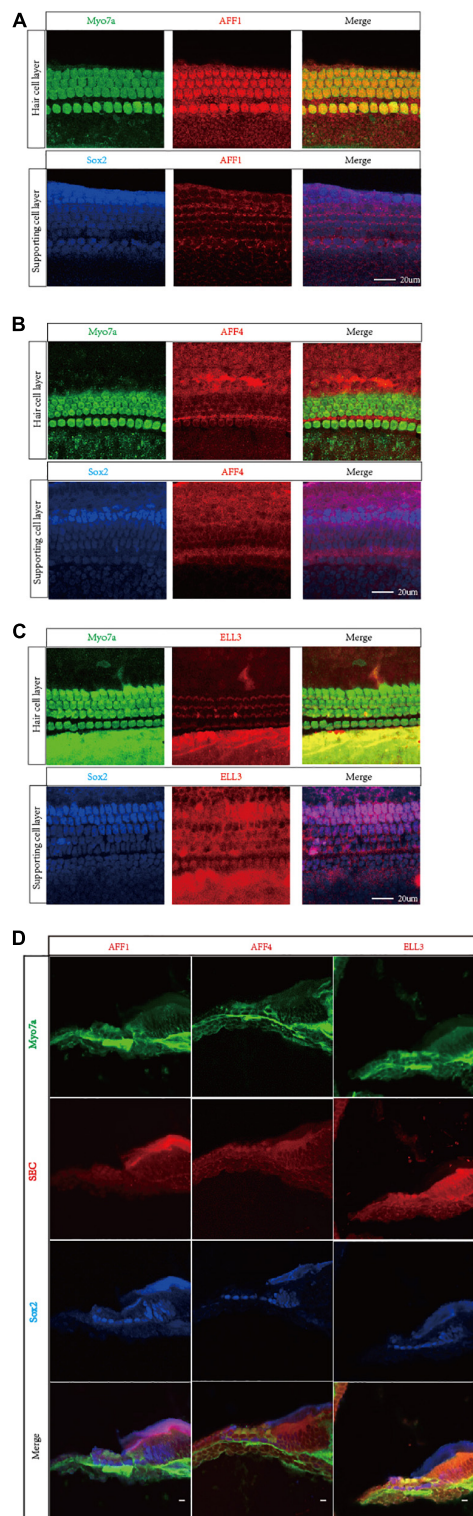 A
Myo7a AFF1 Merge
Hair cell layer
Sox2 AFF1 Merge
Supporting cell layer
20um
B
Myo7a AFF4 Merge
Hair cell layer
Sox2 AFF4 Merge
Supporting cell layer
20um
C
Myo7a ELL3 Merge
Hair cell layer
Sox2 ELL3 Merge
Supporting cell layer
20um
D
AFF1 AFF4 ELL3
Myo7a
SEC
Sox2
Merge